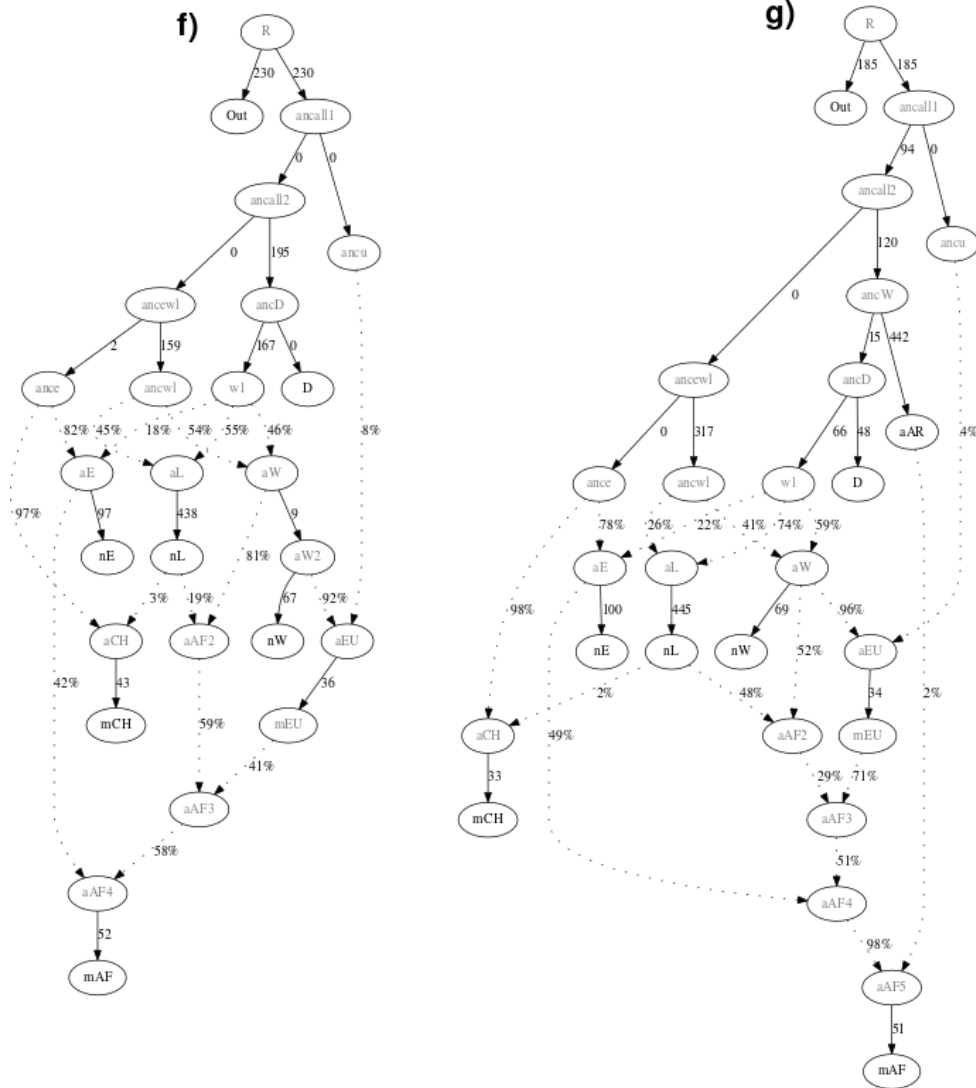 f)
R
230 230
Out ancall1
0 0
ancall2
ancu
0 195
ancewl ancD
2 159 167 0
ance ancwl w1 D
82% 45% 18% 54% 55% 46% 8%
aE aL aW
97% 97 438 9
nE nL aW2
81%
3% 19% 67 92%
aCH aAF2 nW aEU
42% 43 36
mCH 59% mEU
41%
aAF3
58%
aAF4
52
mAF
g)
R
185 185
Out ancall1
94 0
ancall2
120 ancu
0 ancW
15 442
ancewl ancD
aAR 4%
0 317 66 48
ance ancwl w1 D
78% 26% 22% 41% 74% 59%
aE aL aW
98% 100 445 69 96%
nE nL nW 52% aEU
2% 48% 34 2%
aCH 49% aAF2 mEU
33 29% 71%
mCH aAF3
51%
aAF4
98%
aAF5
51
mAF